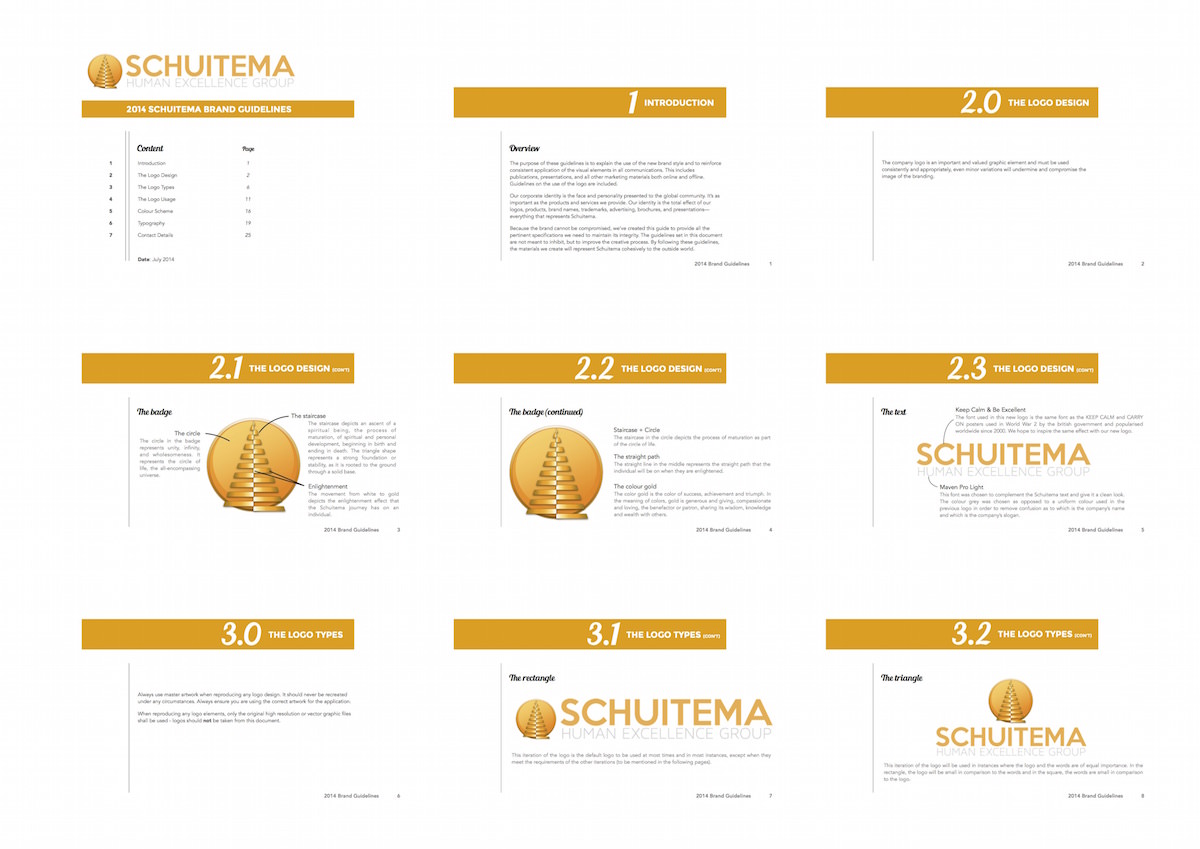 SCHUITEMA
HUMAN EXCELLENCE GROUP
2014 SCHUITEMA BRAND GUIDELINES
Content Page
1 Introduction 1
2 The Logo Design 2
3 The Logo Types 6
4 The Logo Usage 11
5 Colour Scheme 16
6 Typography 19
7 Contact Details 25
Date: July 2014
1 INTRODUCTION
Overview
The purpose of these guidelines is to explain the use of the new brand style and to reinforce
consistent application of the visual elements in all communications. This includes
publications, presentations, and all other marketing materials both online and offline.
Guidelines on the use of the logo are included.
Our corporate identity is the face and personality presented to the global community. It's as
important as the products and services we provide. Our identity is the total effect of our
logos, products, brand names, trademarks, advertising, brochures, and presentations—
everything that represents Schuitema.
Because the brand cannot be compromised, we've created this guide to provide all the
pertinent specifications we need to maintain its integrity. The guidelines set in this document
are not meant to inhibit, but to improve the creative process. By following these guidelines,
the materials we create will represent Schuitema cohesively to the outside world.
2014 Brand Guidelines 1
2.0 THE LOGO DESIGN
The company logo is an important and valued graphic element and must be used
consistently and appropriately, even minor variations will undermine and compromise the
image of the branding.
2014 Brand Guidelines 2
2.1 THE LOGO DESIGN (CON'T)
The badge
The circle
The circle in the badge
represents unity, infinity,
and wholesomeness. It
represents the circle of
life, the all-encompassing
universe.
The staircase
The staircase depicts an ascent of a
spiritual being, the process of
maturation, of spiritual and personal
development, beginning in birth and
ending in death. The triangle shape
represents a strong foundation or
stability, as it is rooted to the ground
through a solid base.
Enlightenment
The movement from white to gold
depicts the enlightenment effect that
the Schuitema journey has on an
individual.
2014 Brand Guidelines 3
2.2 THE LOGO DESIGN (CON'T)
The badge (continued)
Staircase + Circle
The staircase in the circle depicts the process of maturation as part
of the circle of life.
The straight path
The straight line in the middle represents the straight path that the
individual will be on when they are enlightened.
The colour gold
The color gold is the color of success, achievement and triumph. In
the meaning of colors, gold is generous and giving, compassionate
and loving, the benefactor or patron, sharing its wisdom, knowledge
and wealth with others.
2014 Brand Guidelines 4
2.3 THE LOGO DESIGN (CON'T)
The text
Keep Calm & Be Excellent
The font used in this new logo is the same font as the KEEP CALM and CARRY
ON posters used in World War 2 by the british government and popularised
worldwide since 2000. We hope to inspire the same effect with our new logo.
SCHUITEMA
HUMAN EXCELLENCE GROUP
Maven Pro Light
This font was chosen to complement the Schuitema text and give it a clean look.
The colour grey was chosen as opposed to a uniform colour used in the
previous logo in order to remove confusion as to which is the company's name
and which is the company's slogan.
2014 Brand Guidelines 5
3.0 THE LOGO TYPES
Always use master artwork when reproducing any logo design. It should never be recreated
under any circumstances. Always ensure you are using the correct artwork for the application.
When reproducing any logo elements, only the original high resolution or vector graphic files
shall be used - logos should not be taken from this document.
2014 Brand Guidelines 6
3.1 THE LOGO TYPES (CON'T)
The rectangle
SCHUITEMA
HUMAN EXCELLENCE GROUP
This iteration of the logo is the default logo to be used at most times and in most instances, except when they
meet the requirements of the other iterations (to be mentioned in the following pages).
2014 Brand Guidelines 7
3.2 THE LOGO TYPES (CON'T)
The triangle
SCHUITEMA
HUMAN EXCELLENCE GROUP
This iteration of the logo will be used in instances where the logo and the words are of equal importance. In the
rectangle, the logo will be small in comparison to the words and in the square, the words are small in comparison
to the logo.
2014 Brand Guidelines 8